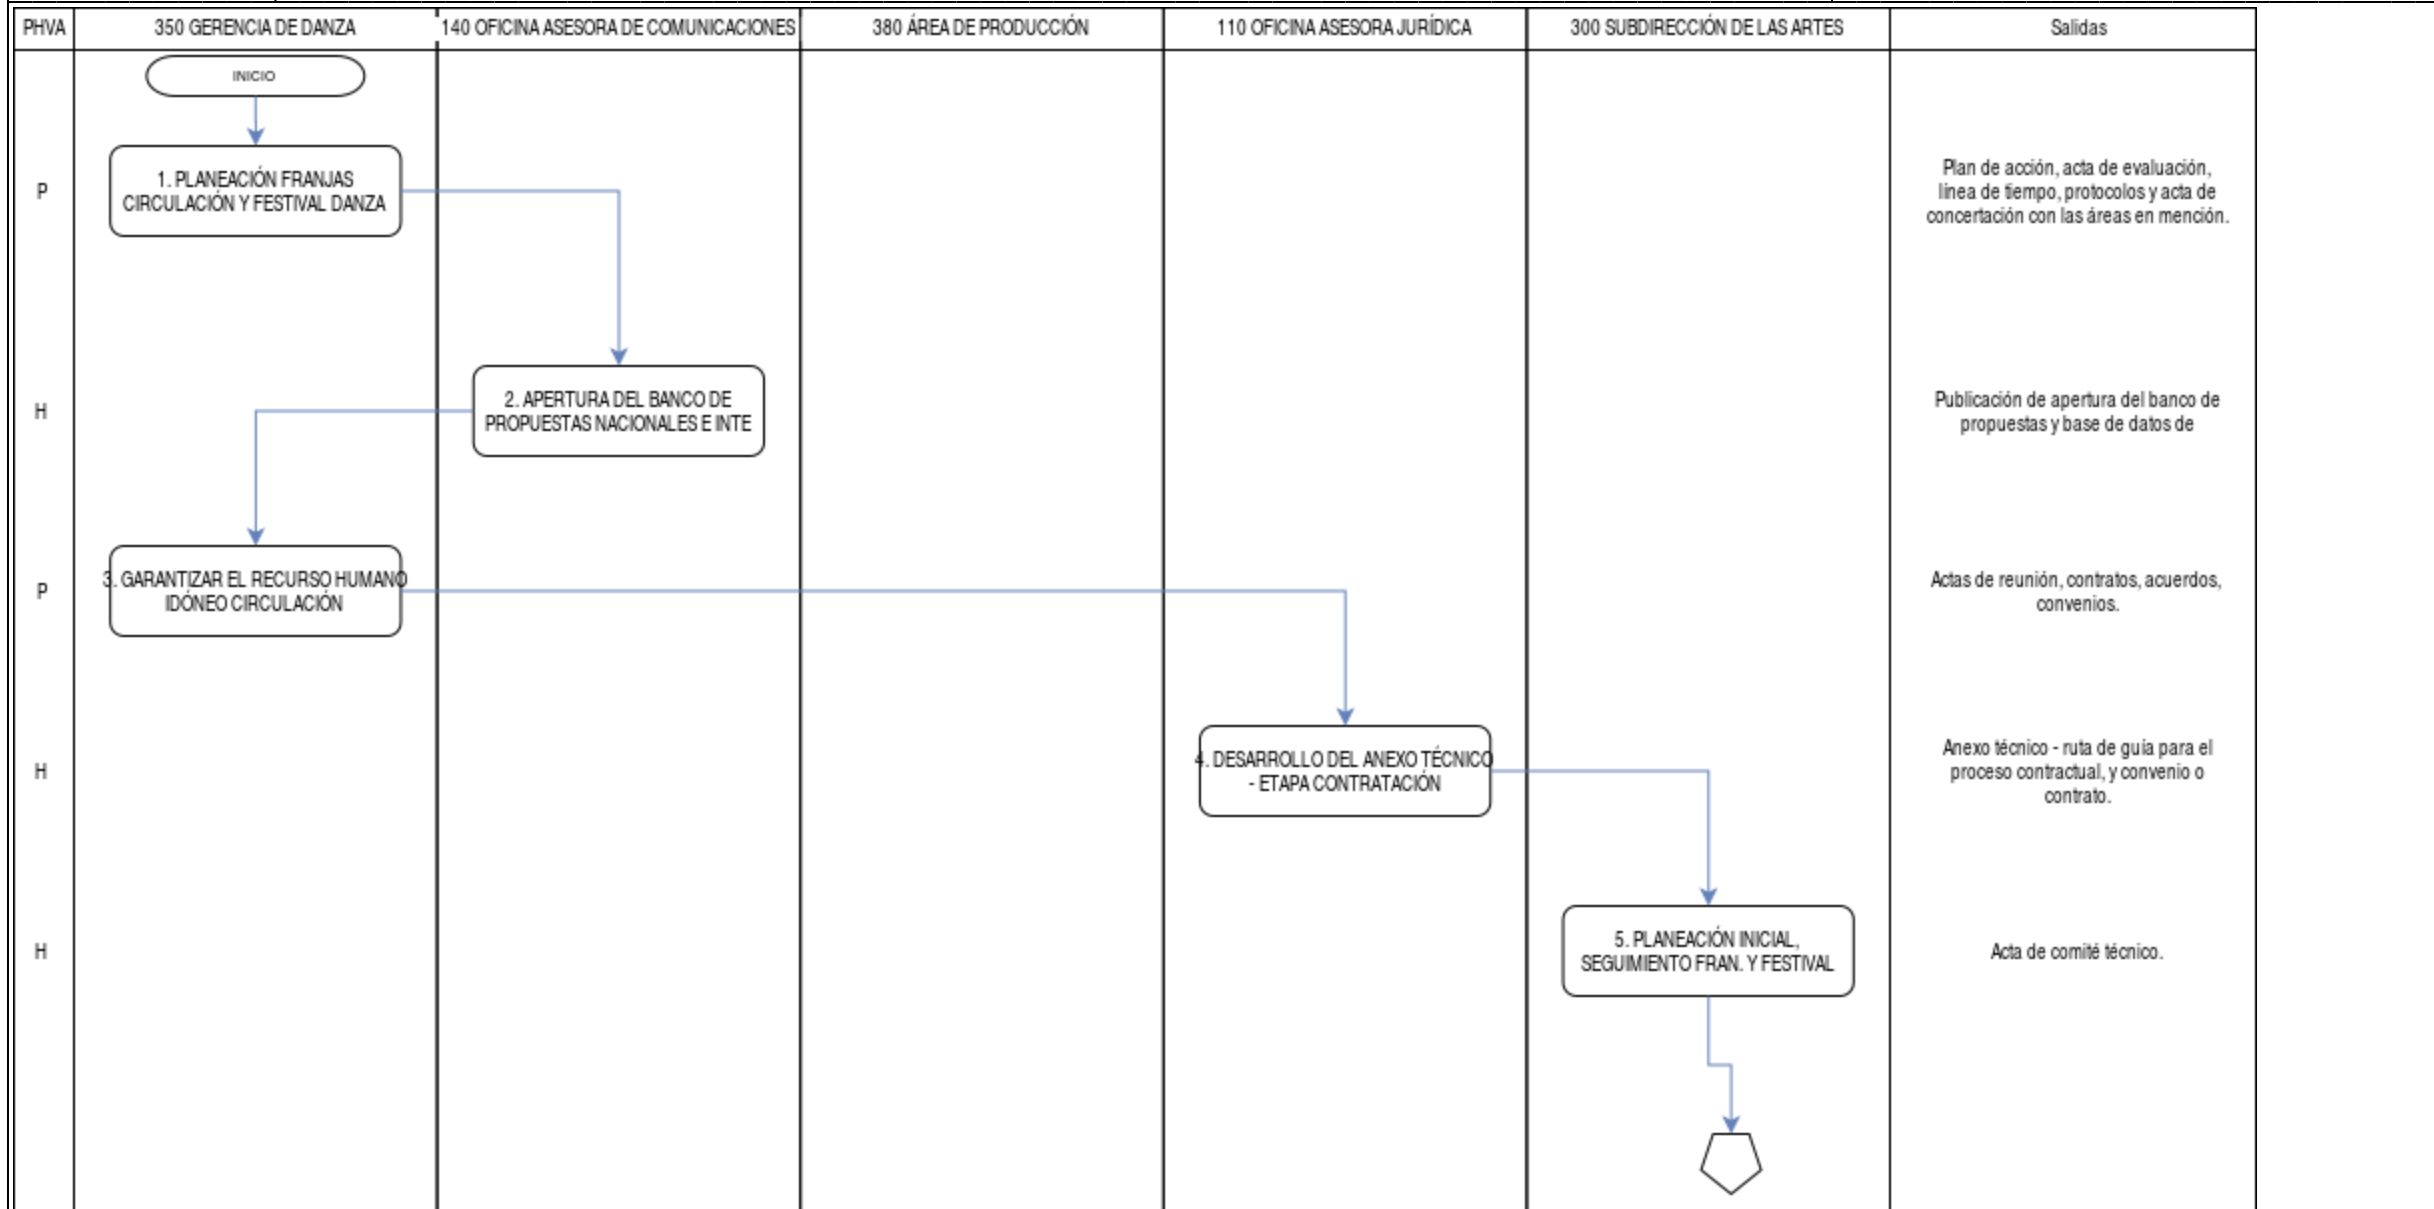 PHVA
350 GERENCIA DE DANZA
140 OFICINA ASESORA DE COMUNICACIONES
380 ÁREA DE PRODUCCIÓN
110 OFICINA ASESORA JURÍDICA
300 SUBDIRECCIÓN DE LAS ARTES
Salidas
INICIO
P
1. PLANEACIÓN FRANJAS
CIRCULACIÓN Y FESTIVAL DANZA
Plan de acción, acta de evaluación,
línea de tiempo, protocolos y acta de
concertación con las áreas en mención.
H
2. APERTURA DEL BANCO DE
PROPUESTAS NACIONALES E INTE
Publicación de apertura del banco de
propuestas y base de datos de
P
3. GARANTIZAR EL RECURSO HUMANO
IDÓNEO CIRCULACIÓN
Actas de reunión, contratos, acuerdos,
convenios.
H
4. DESARROLLO DEL ANEXO TÉCNICO
- ETAPA CONTRATACIÓN
Anexo técnico - ruta de guía para el
proceso contractual, y convenio o
contrato.
H
5. PLANEACIÓN INICIAL,
SEGUIMIENTO FRAN. Y FESTIVAL
Acta de comité técnico.